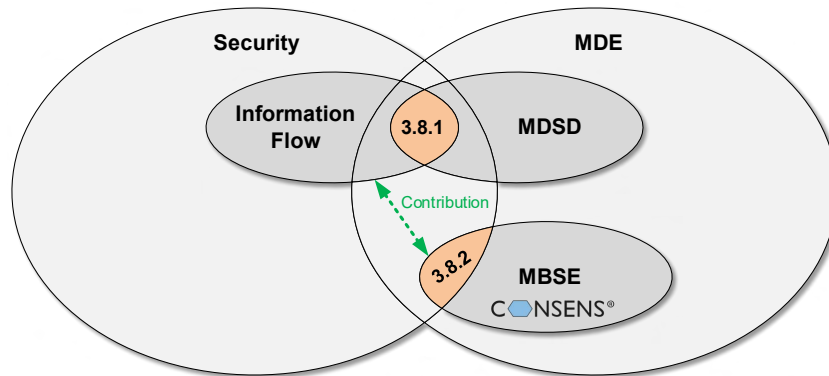 Security
MDE
Information
Flow
3.8.1
MDSD
Contribution
3.8.2
MBSE
CONSENS®